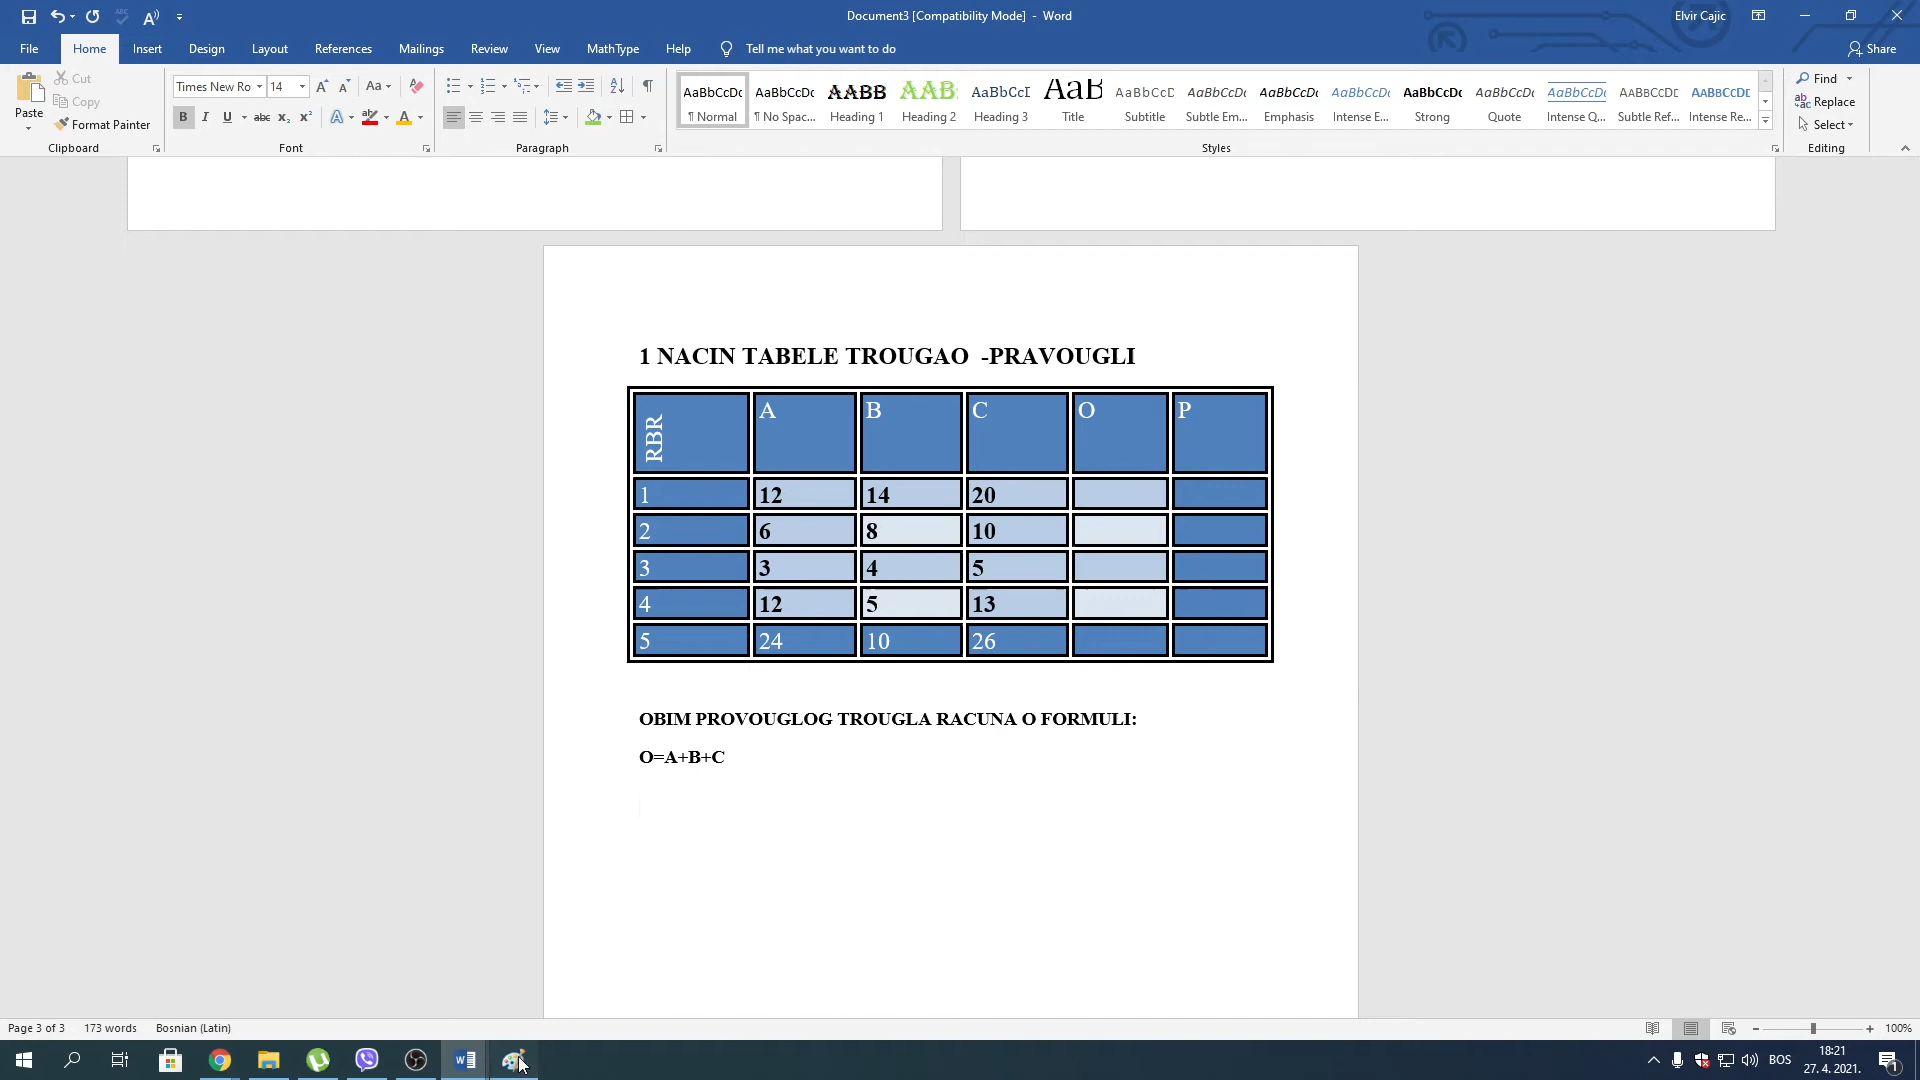 Document3 [Compatibility Mode] - Word
Elvir Cajic
File Home Insert Design Layout References Mailings Review View MathType Help Tell me what you want to do
Share
Paste
Cut
Copy
Format Painter
Clipboard
Times New Ro 14
Font
Paragraph
AaBbCcDc AaBbCcDc AABB AAB AaBbCcI AaB AaBbCcD AaBbCcDc AaBbCcDc AaBbCcDc AaBbCcDc AaBbCcDc AaBbCcDc AABBCCDE AABBCCDE
¶ Normal ¶ No Spac... Heading 1 Heading 2 Heading 3 Title Subtitle Subtle Em... Emphasis Intense E... Strong Quote Intense Q... Subtle Ref... Intense Re...
Styles
Find
Replace
Select
Editing
1 NACIN TABELE TROUGAO -PRAVOUGLI
RBR A B C O P
1 12 14 20
2 6 8 10
3 3 4 5
4 12 5 13
5 24 10 26
OBIM PROVOUGLOG TROUGLA RACUNA O FORMULI:
O=A+B+C
Page 3 of 3 173 words Bosnian (Latin)
100%
BOS
18:21
27. 4. 2021.
1